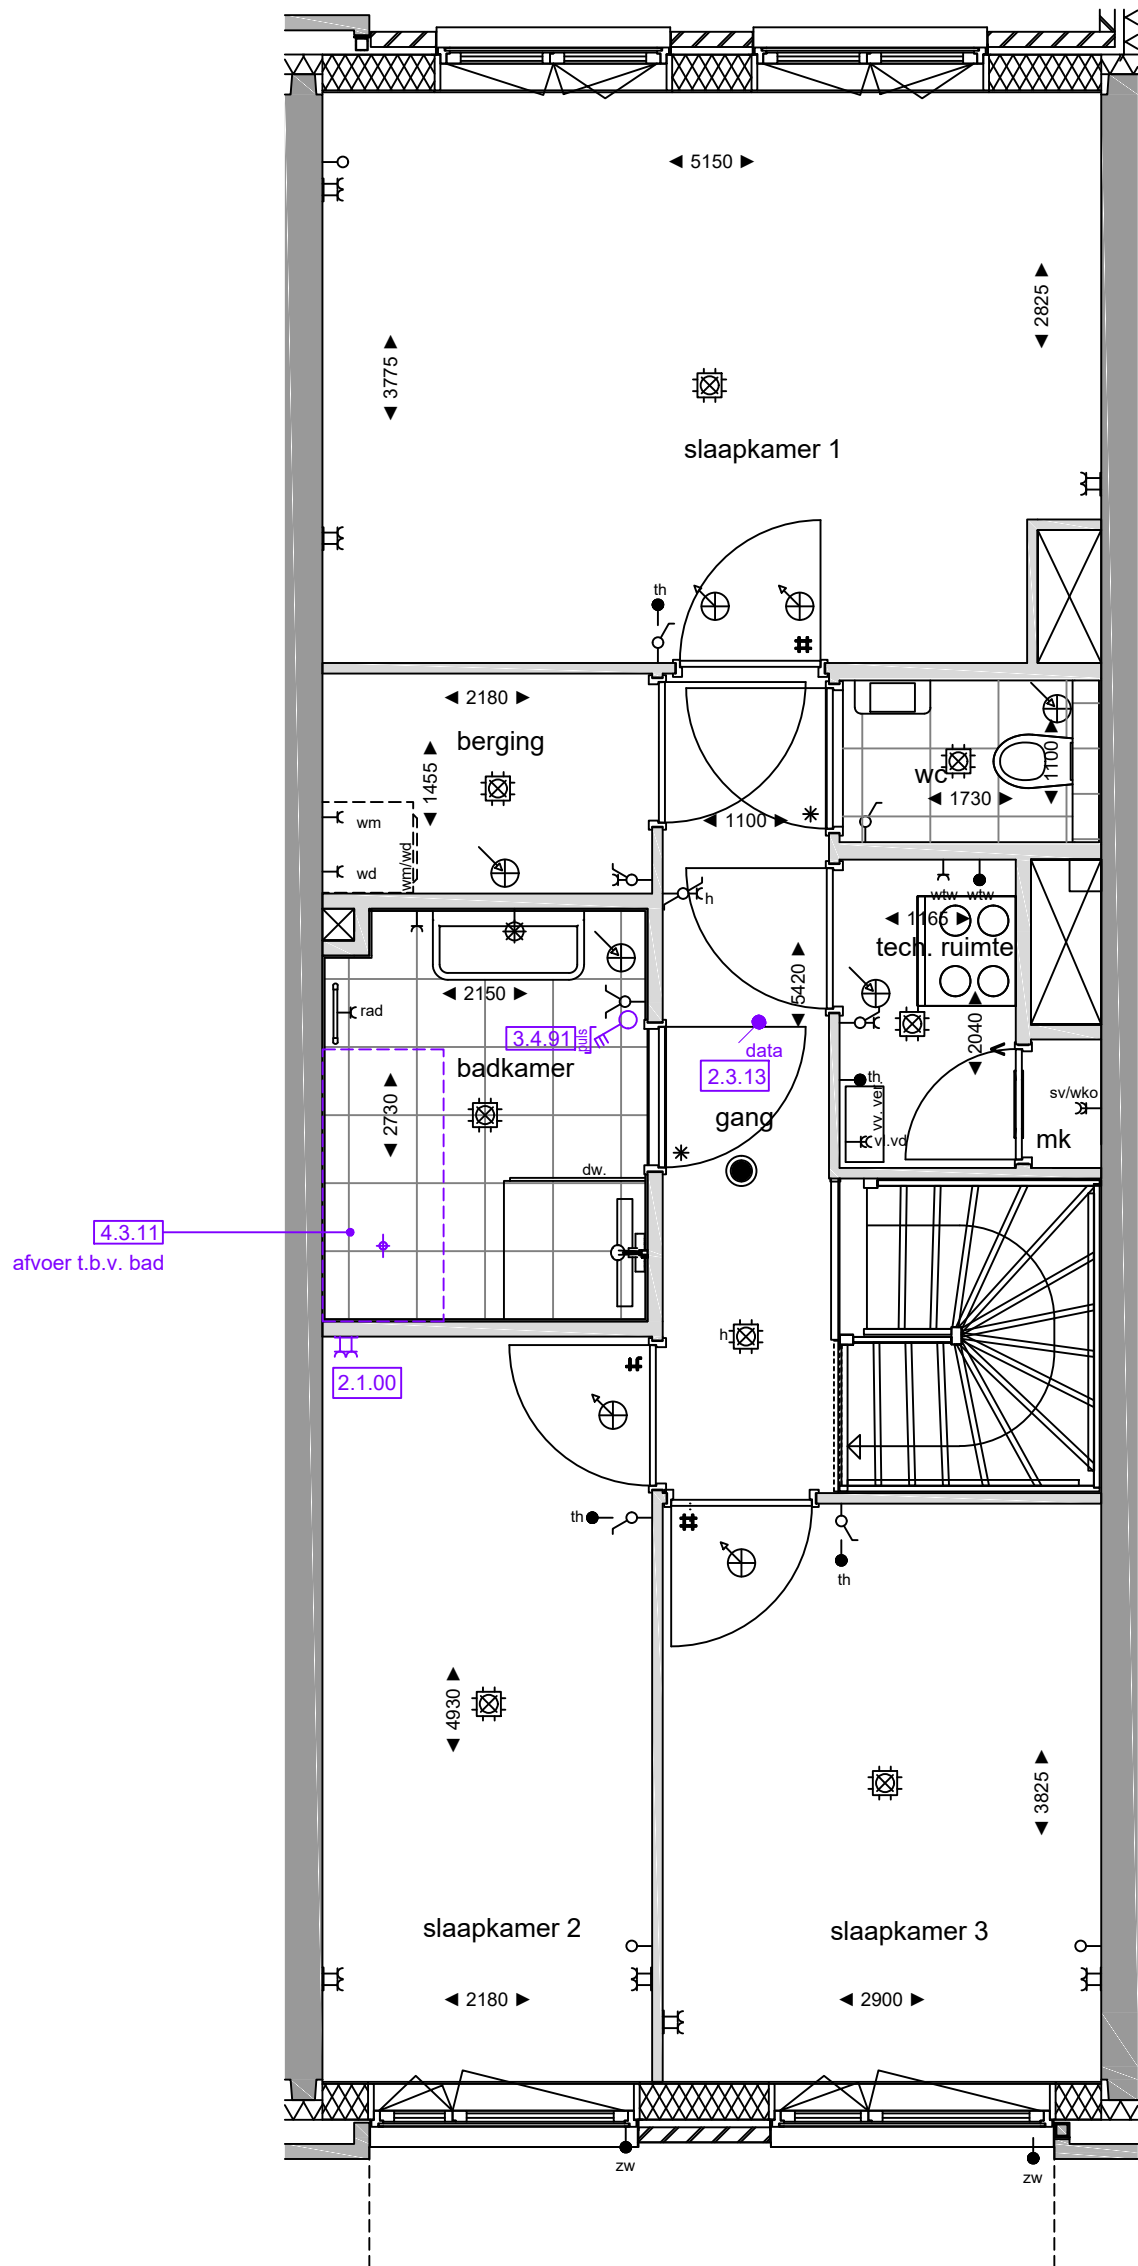 ◄ 5150 ►
◄ 2825 ►
◄ 3775 ►
slaapkamer 1
th
◄ 2180 ►
berging
◄ 1455 ►
wm
wd
wm/wd
◄ 1100 ►
wc
◄ 1730 ►
◄ 1100 ►
h
wtw
wtw
◄ 1165 ►
tech. ruimte
◄ 5420 ►
◄ 2040 ►
◄ 2150 ►
rad
3.4.91
puls
badkamer
◄ 2730 ►
data
2.3.13
gang
th
vv. ver.
vl.vd
sv/wko
mk
dw.
4.3.11
afvoer t.b.v. bad
h
2.1.00
th
th
◄ 4930 ►
◄ 3825 ►
slaapkamer 2
slaapkamer 3
◄ 2180 ►
◄ 2900 ►
zw
zw